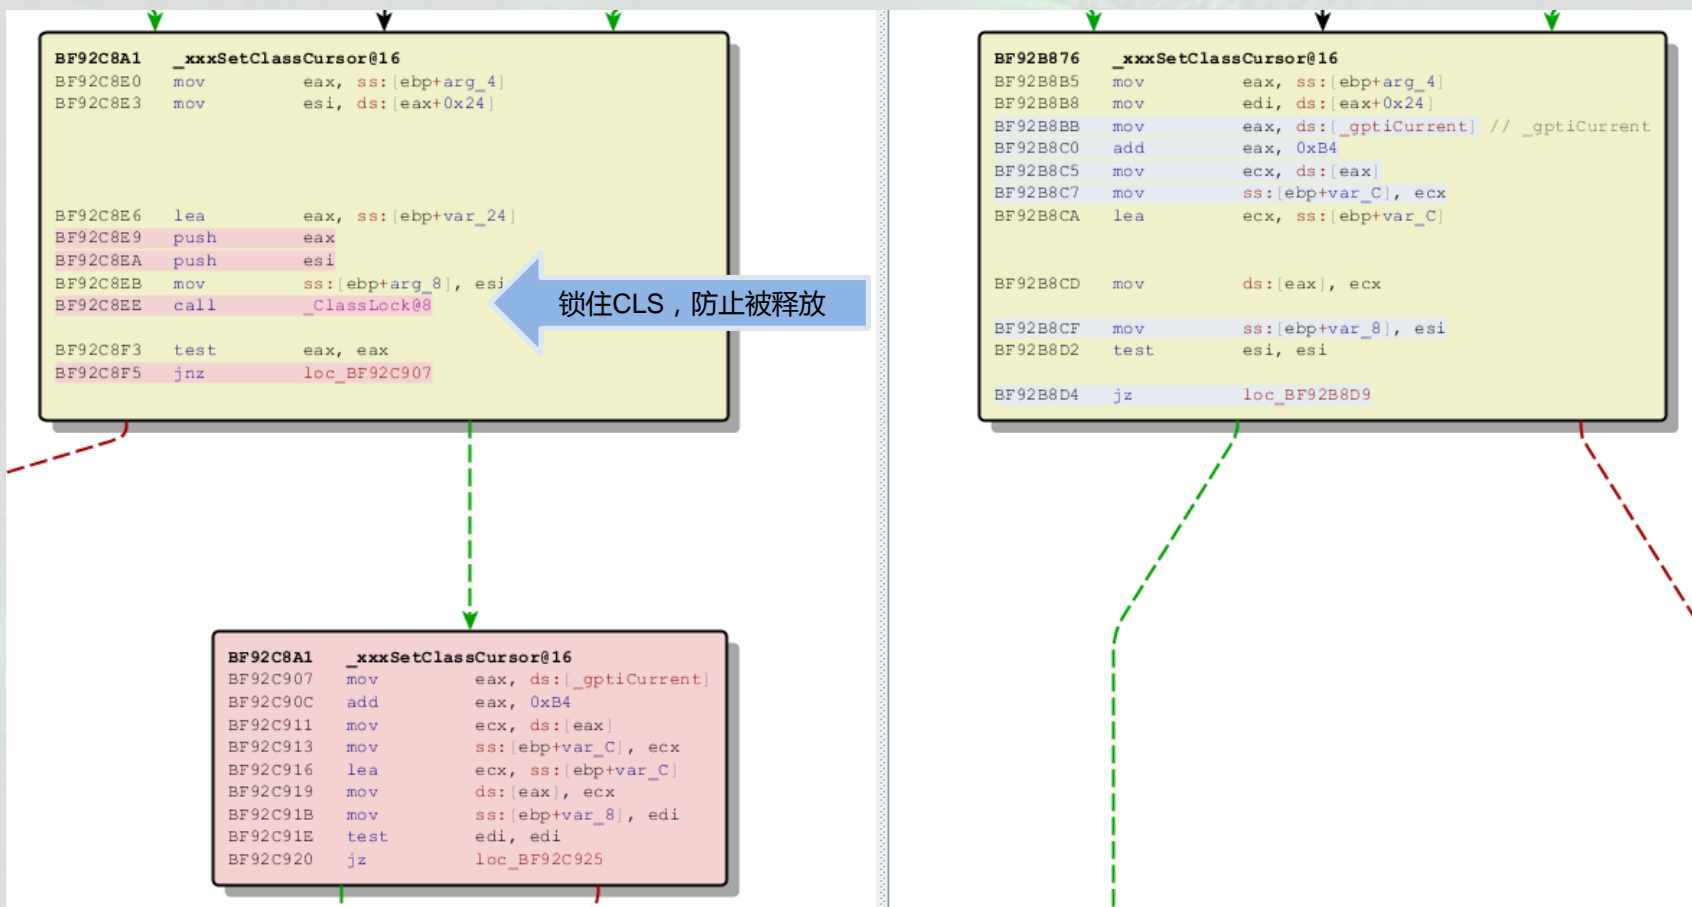 BF92C8A1 _xxxSetClassCursor@16
BF92C8E0 mov eax, ss:[ebp+arg_4]
BF92C8E3 mov esi, ds:[eax+0x24]
BF92C8E6 lea eax, ss:[ebp+var_24]
BF92C8E9 push eax
BF92C8EA push esi
BF92C8EB mov ss:[ebp+arg_8], esi
BF92C8EE call _ClassLock@8
BF92C8F3 test eax, eax
BF92C8F5 jnz loc_BF92C907
锁住CLS，防止被释放
BF92C8A1 _xxxSetClassCursor@16
BF92C907 mov eax, ds:[_gptiCurrent]
BF92C90C add eax, 0xB4
BF92C911 mov ecx, ds:[eax]
BF92C913 mov ss:[ebp+var_C], ecx
BF92C916 lea ecx, ss:[ebp+var_C]
BF92C919 mov ds:[eax], ecx
BF92C91B mov ss:[ebp+var_8], edi
BF92C91E test edi, edi
BF92C920 jz loc_BF92C925
BF92B876 _xxxSetClassCursor@16
BF92B8B5 mov eax, ss:[ebp+arg_4]
BF92B8B8 mov edi, ds:[eax+0x24]
BF92B8BB mov eax, ds:[_gptiCurrent] // _gptiCurrent
BF92B8C0 add eax, 0xB4
BF92B8C5 mov ecx, ds:[eax]
BF92B8C7 mov ss:[ebp+var_C], ecx
BF92B8CA lea ecx, ss:[ebp+var_C]
BF92B8CD mov ds:[eax], ecx
BF92B8CF mov ss:[ebp+var_8], esi
BF92B8D2 test esi, esi
BF92B8D4 jz loc_BF92B8D9